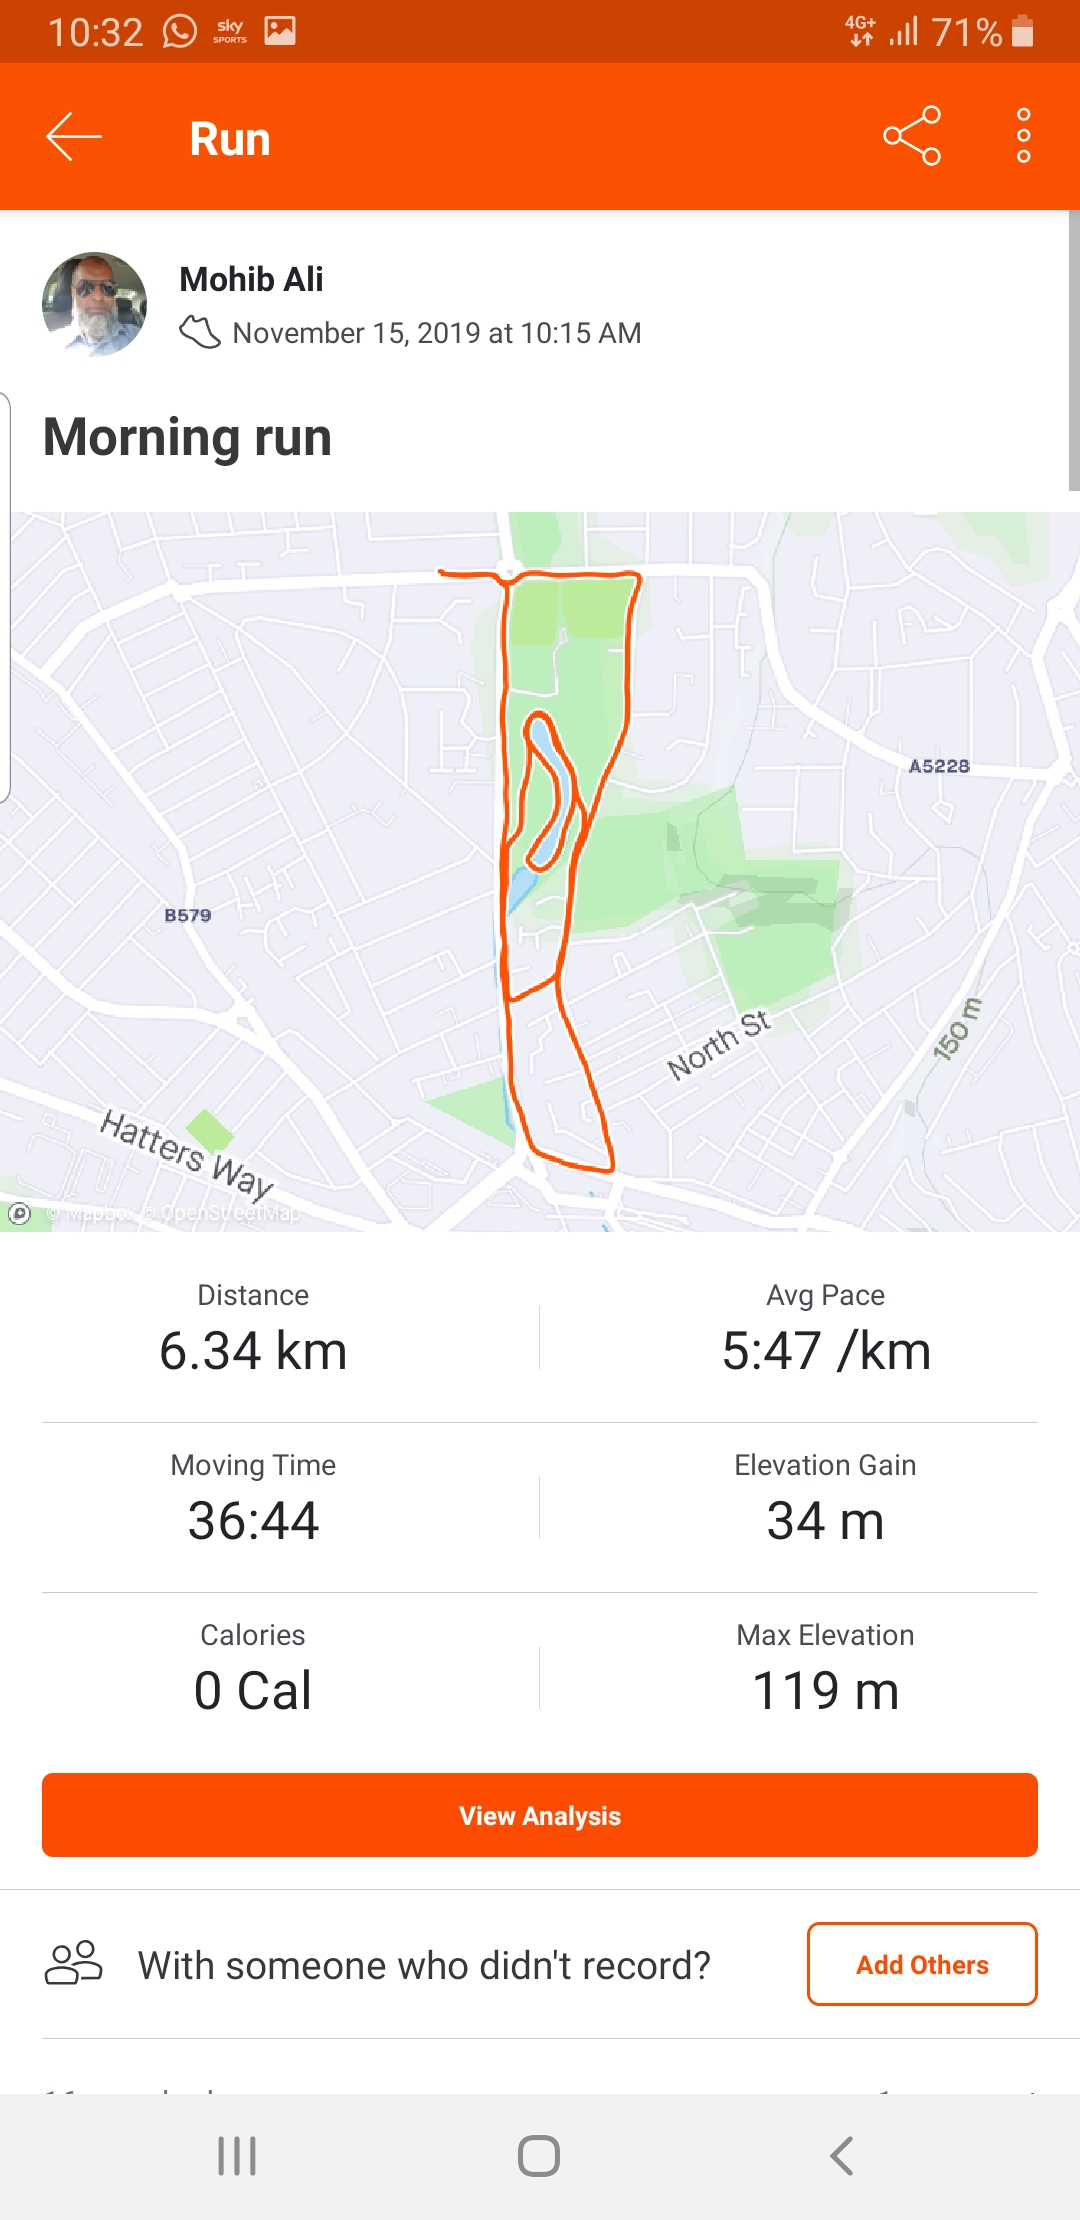 10:32 sky SPORTS 4G+ 71%
Run
Mohib Ali
November 15, 2019 at 10:15 AM
Morning run
A5228
B579
North St
150 m
Hatters Way
© Mapbox © OpenStreetMap
Distance
Avg Pace
6.34 km
5:47 /km
Moving Time
Elevation Gain
36:44
34 m
Calories
Max Elevation
0 Cal
119 m
View Analysis
With someone who didn't record?
Add Others